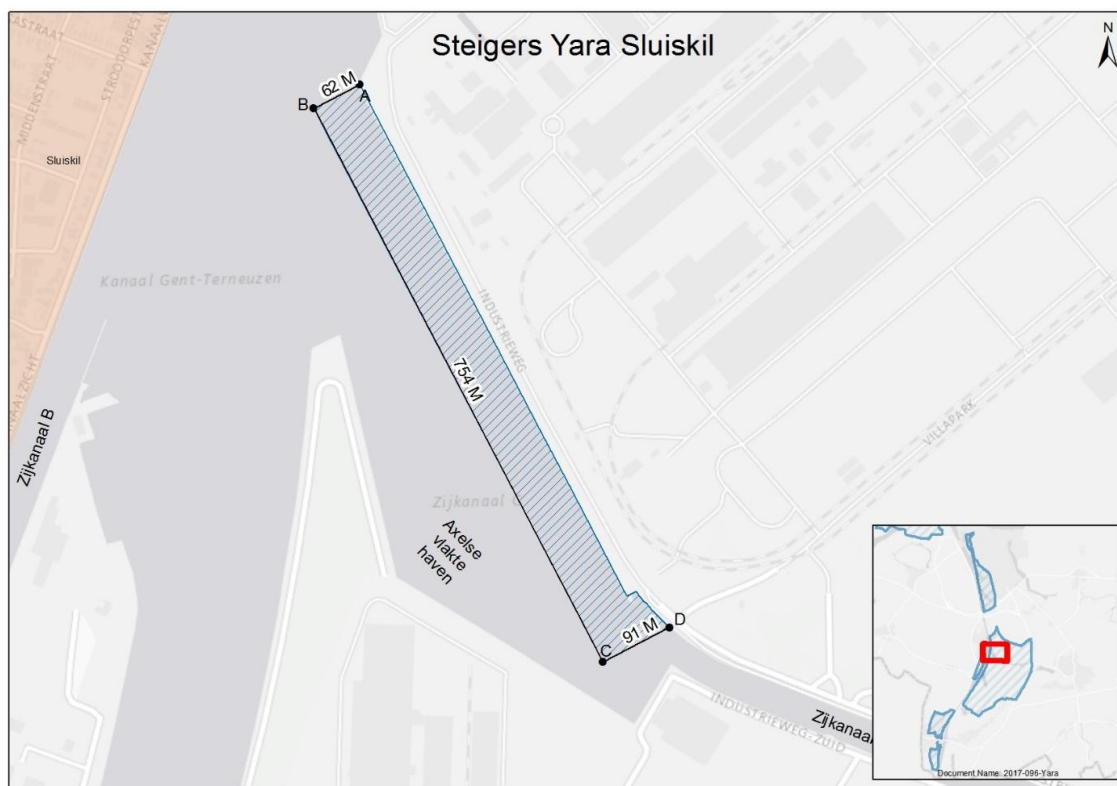 Steigers Yara Sluiskil
N
KANAAL
MIDDENSTRAAT
Sluiskil
62 M
A
B
Kanaal Gent-Terneuzen
INDUSTRIEWEG
754 M
VILLAPARK
Zijkanaal B
Zijkanaal
Axelse
vlakte
haven
91 M
D
C
INDUSTRIEWEG-ZUID
Zijkanaal
Document Name: 2017-096-Yara